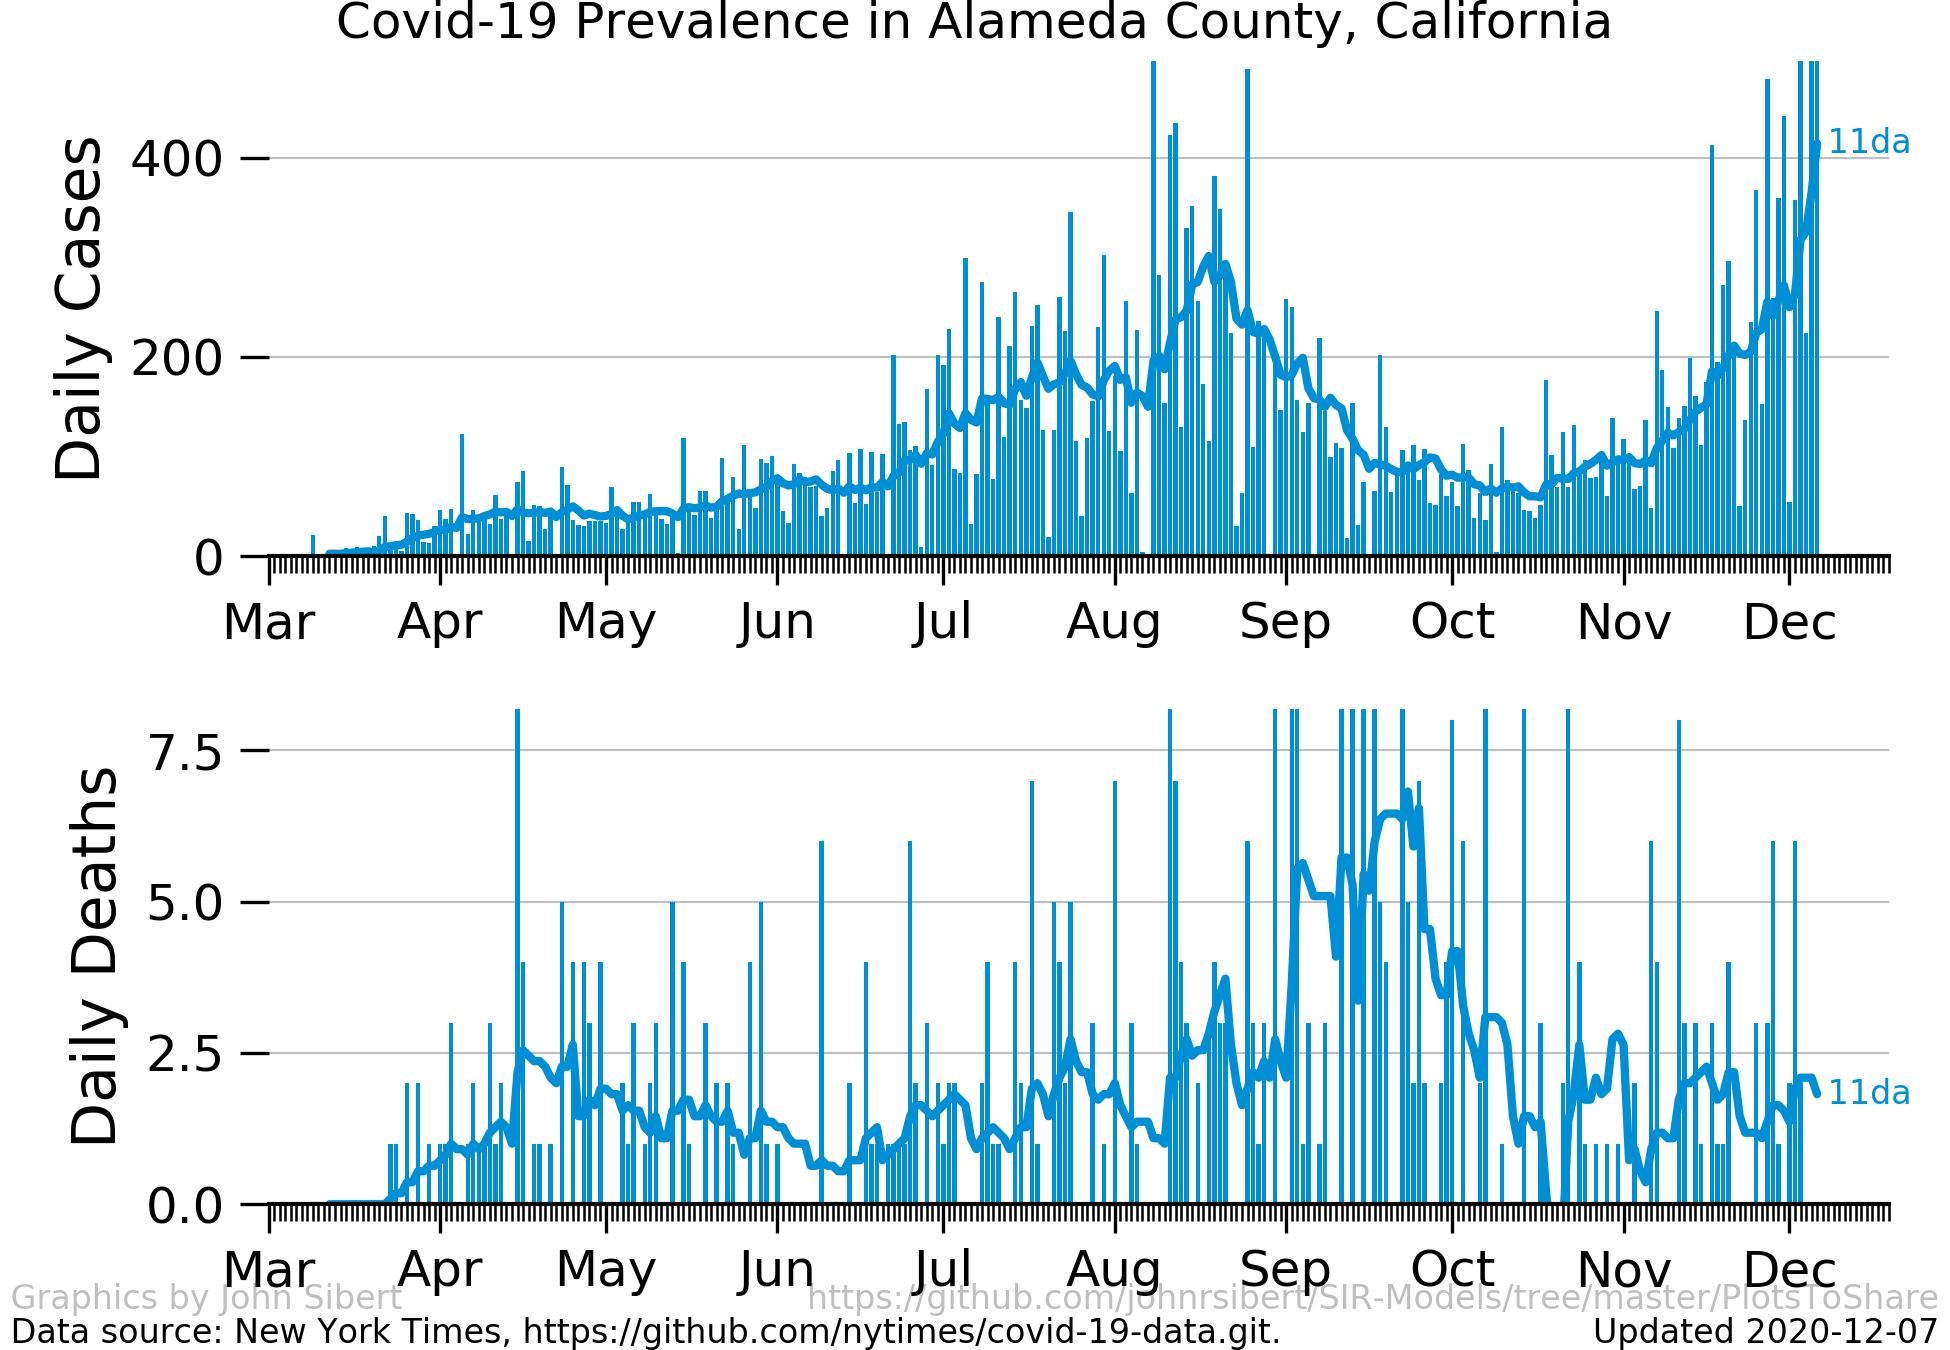 Covid-19 Prevalence in Alameda County, California
Daily Cases
400
200
0
11da
Mar Apr May Jun Jul Aug Sep Oct Nov Dec
Daily Deaths
7.5
5.0
2.5
0.0
11da
Mar Apr May Jun Jul Aug Sep Oct Nov Dec
Graphics by John Sibert https://github.com/johnrsibert/SIR-Models/tree/master/PlotsToShare
Data source: New York Times, https://github.com/nytimes/covid-19-data.git. Updated 2020-12-07